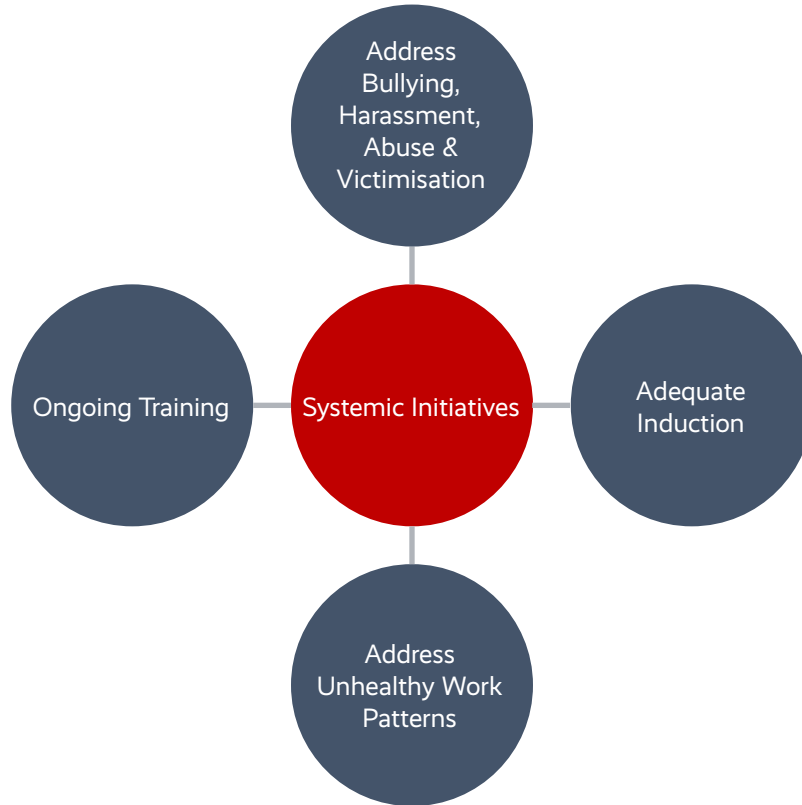 Address
Bullying,
Harassment,
Abuse &
Victimisation
Ongoing Training
Systemic Initiatives
Adequate
Induction
Address
Unhealthy Work
Patterns